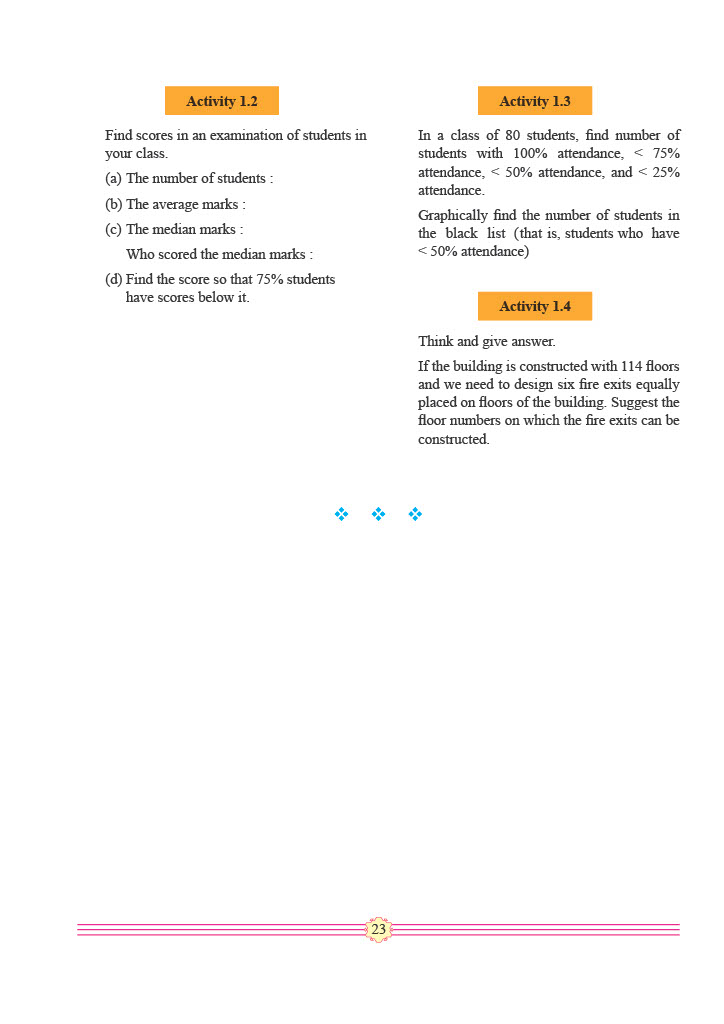 Activity 1.2
Find scores in an examination of students in
your class.
(a) The number of students :
(b) The average marks :
(c) The median marks :
Who scored the median marks :
(d) Find the score so that 75% students
have scores below it.
Activity 1.3
In a class of 80 students, find number of
students with 100% attendance, < 75%
attendance, < 50% attendance, and < 25%
attendance.
Graphically find the number of students in
the black list (that is, students who have
< 50% attendance)
Activity 1.4
Think and give answer.
If the building is constructed with 114 floors
and we need to design six fire exits equally
placed on floors of the building. Suggest the
floor numbers on which the fire exits can be
constructed.
23